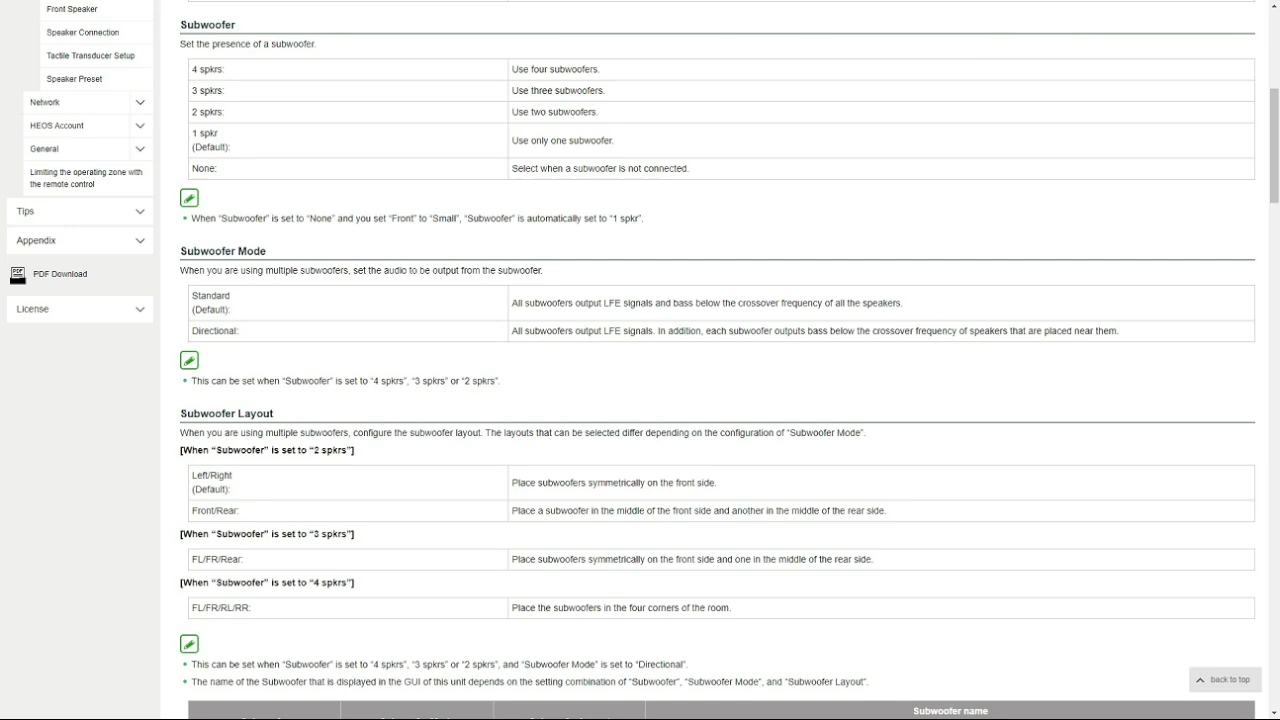 Front Speaker
Speaker Connection
Tactile Transducer Setup
Speaker Preset
Network
HEOS Account
General
Limiting the operating zone with
the remote control
Tips
Appendix
PDF
PDF Download
License
Subwoofer
Set the presence of a subwoofer.
4 spkrs: Use four subwoofers.
3 spkrs: Use three subwoofers.
2 spkrs: Use two subwoofers.
1 spkr
(Default): Use only one subwoofer.
None: Select when a subwoofer is not connected.
• When “Subwoofer” is set to “None” and you set “Front” to “Small”, “Subwoofer” is automatically set to “1 spkr”.
Subwoofer Mode
When you are using multiple subwoofers, set the audio to be output from the subwoofer.
Standard
(Default): All subwoofers output LFE signals and bass below the crossover frequency of all the speakers.
Directional: All subwoofers output LFE signals. In addition, each subwoofer outputs bass below the crossover frequency of speakers that are placed near them.
• This can be set when “Subwoofer” is set to “4 spkrs”, “3 spkrs” or “2 spkrs”.
Subwoofer Layout
When you are using multiple subwoofers, configure the subwoofer layout. The layouts that can be selected differ depending on the configuration of “Subwoofer Mode”.
[When “Subwoofer” is set to “2 spkrs”]
Left/Right
(Default): Place subwoofers symmetrically on the front side.
Front/Rear: Place a subwoofer in the middle of the front side and another in the middle of the rear side.
[When “Subwoofer” is set to “3 spkrs”]
FL/FR/Rear: Place subwoofers symmetrically on the front side and one in the middle of the rear side.
[When “Subwoofer” is set to “4 spkrs”]
FL/FR/RL/RR: Place the subwoofers in the four corners of the room.
• This can be set when “Subwoofer” is set to “4 spkrs”, “3 spkrs” or “2 spkrs”, and “Subwoofer Mode” is set to “Directional”.
• The name of the Subwoofer that is displayed in the GUI of this unit depends on the setting combination of “Subwoofer”, “Subwoofer Mode”, and “Subwoofer Layout”.
back to top
Subwoofer name